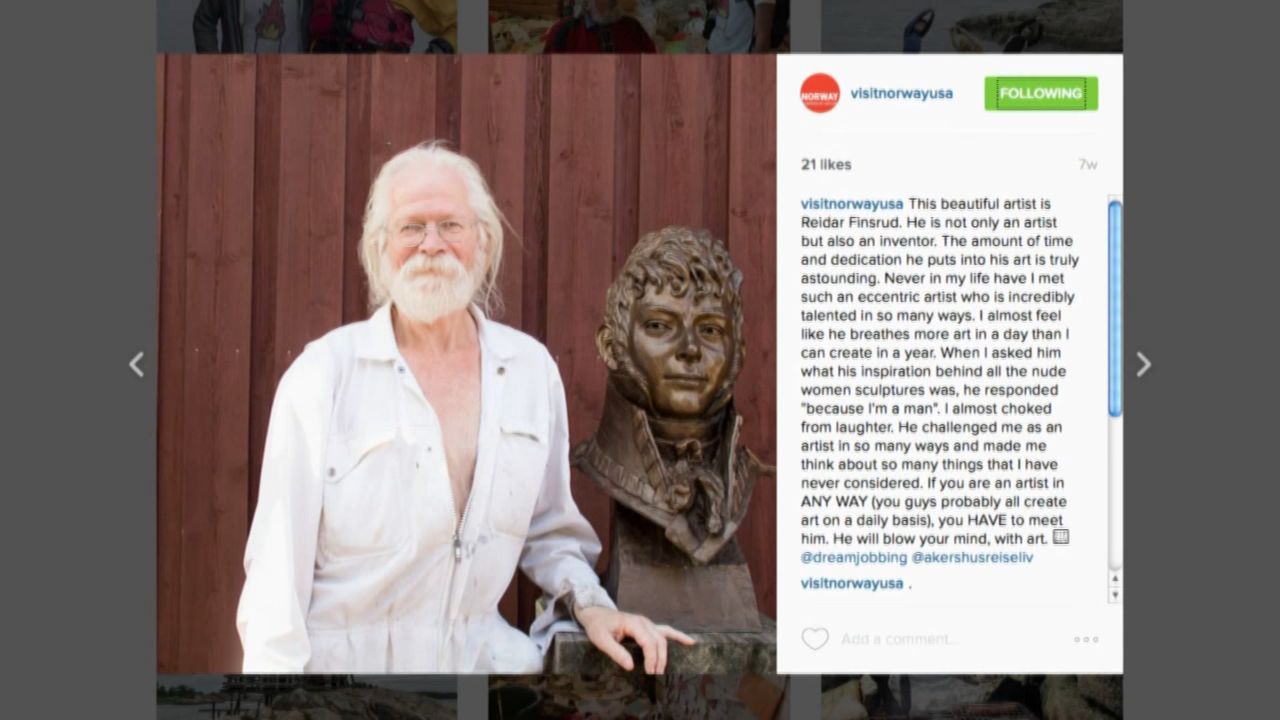 NORWAY
visitnorwayusa
FOLLOWING
21 likes
7w
visitnorwayusa This beautiful artist is
Reidar Finsrud. He is not only an artist
but also an inventor. The amount of time
and dedication he puts into his art is truly
astounding. Never in my life have I met
such an eccentric artist who is incredibly
talented in so many ways. I almost feel
like he breathes more art in a day than I
can create in a year. When I asked him
what his inspiration behind all the nude
women sculptures was, he responded
"because I'm a man". I almost choked
from laughter. He challenged me as an
artist in so many ways and made me
think about so many things that I have
never considered. If you are an artist in
ANY WAY (you guys probably all create
art on a daily basis), you HAVE to meet
him. He will blow your mind, with art.
@dreamjobbing @akershusreiseliv
visitnorwayusa .
Add a comment...